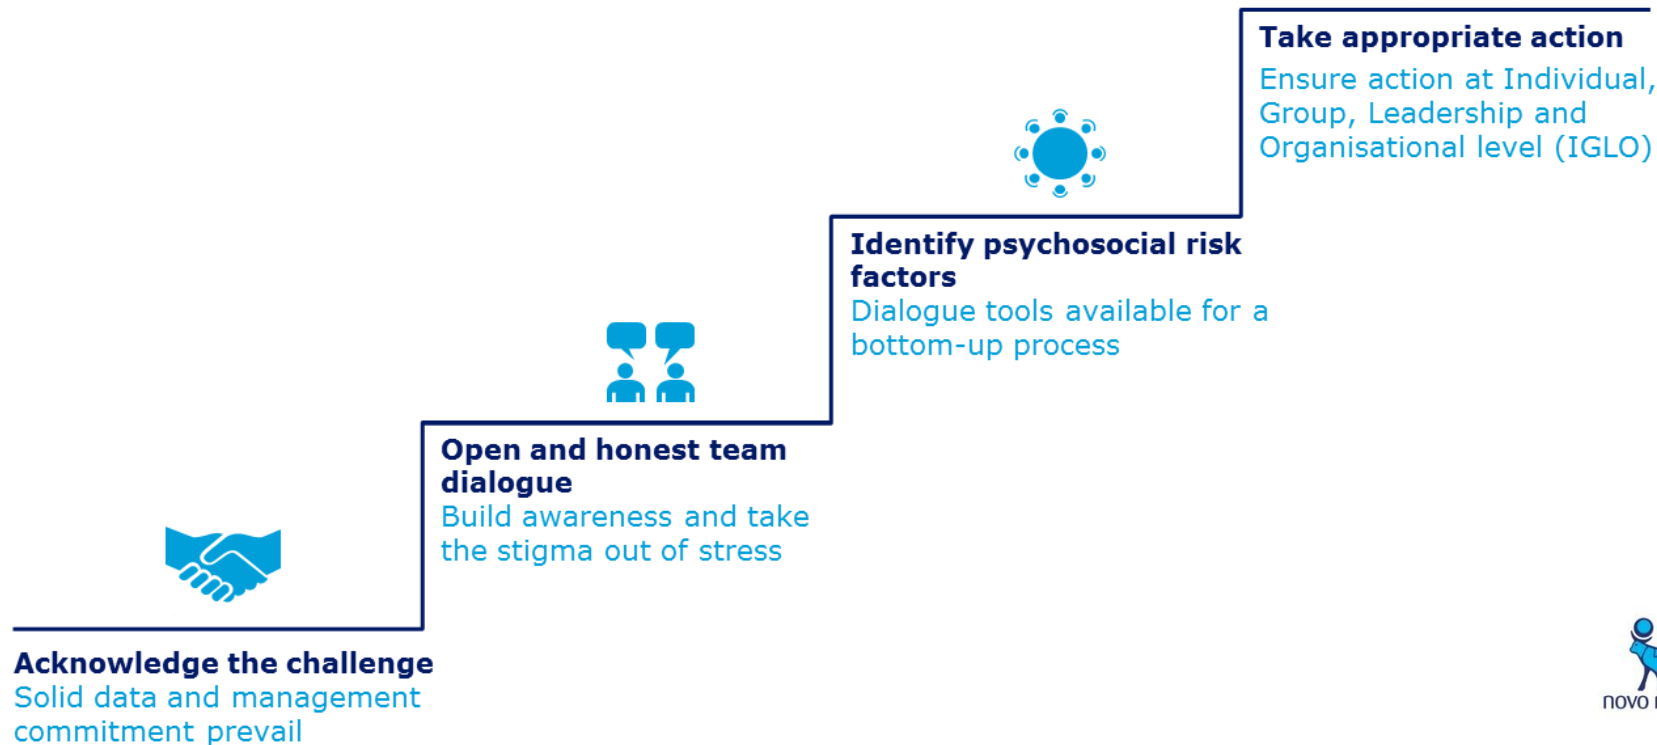 Acknowledge the challenge
Solid data and management
commitment prevail
Open and honest team
dialogue
Build awareness and take
the stigma out of stress
Identify psychosocial risk
factors
Dialogue tools available for a
bottom-up process
Take appropriate action
Ensure action at Individual,
Group, Leadership and
Organisational level (IGLO)
novo